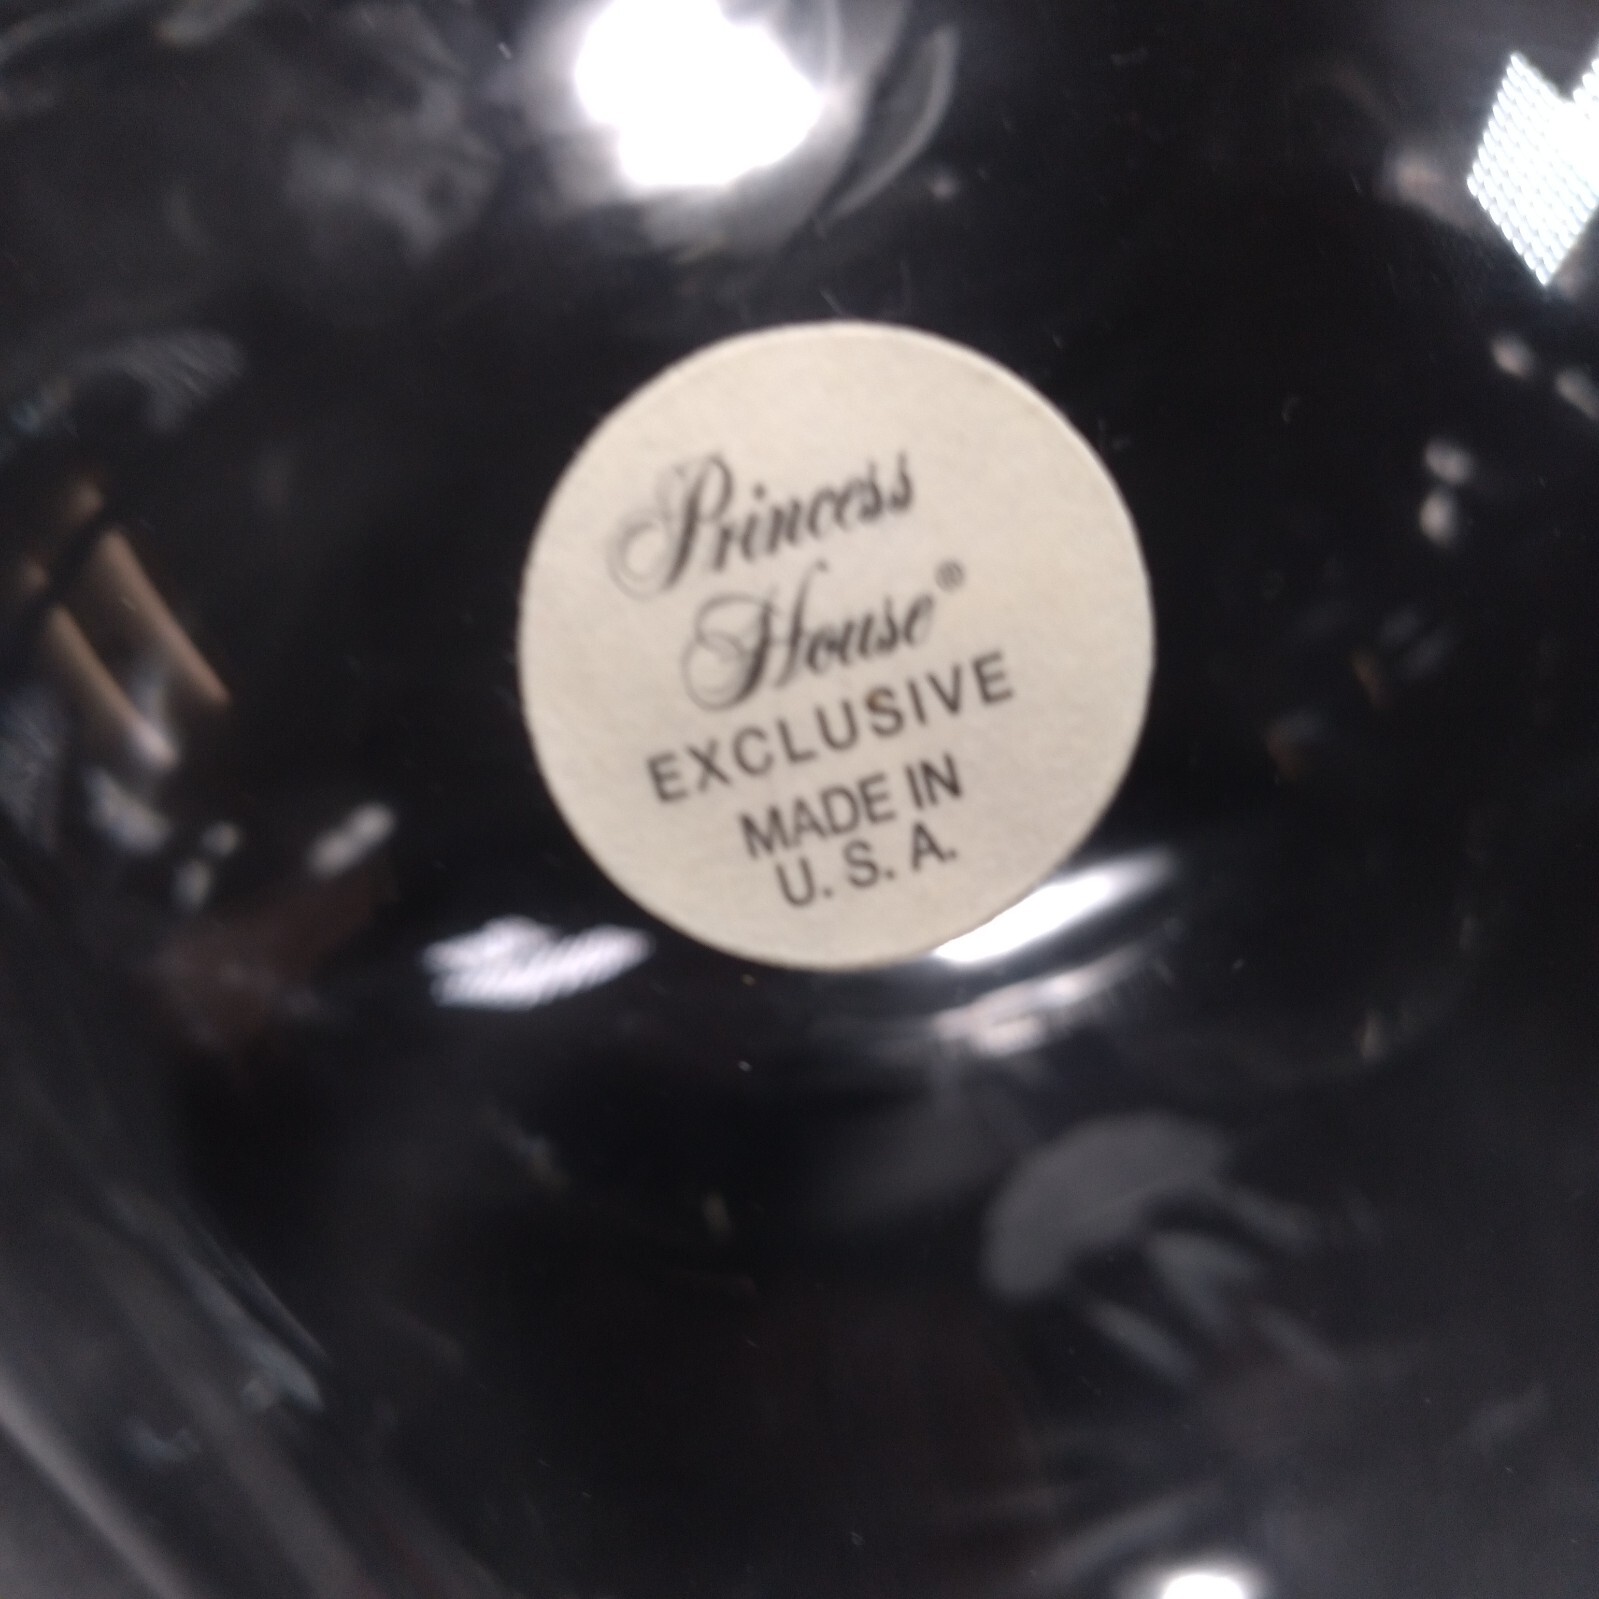 Princess
House®
EXCLUSIVE
MADE IN
U. S. A.